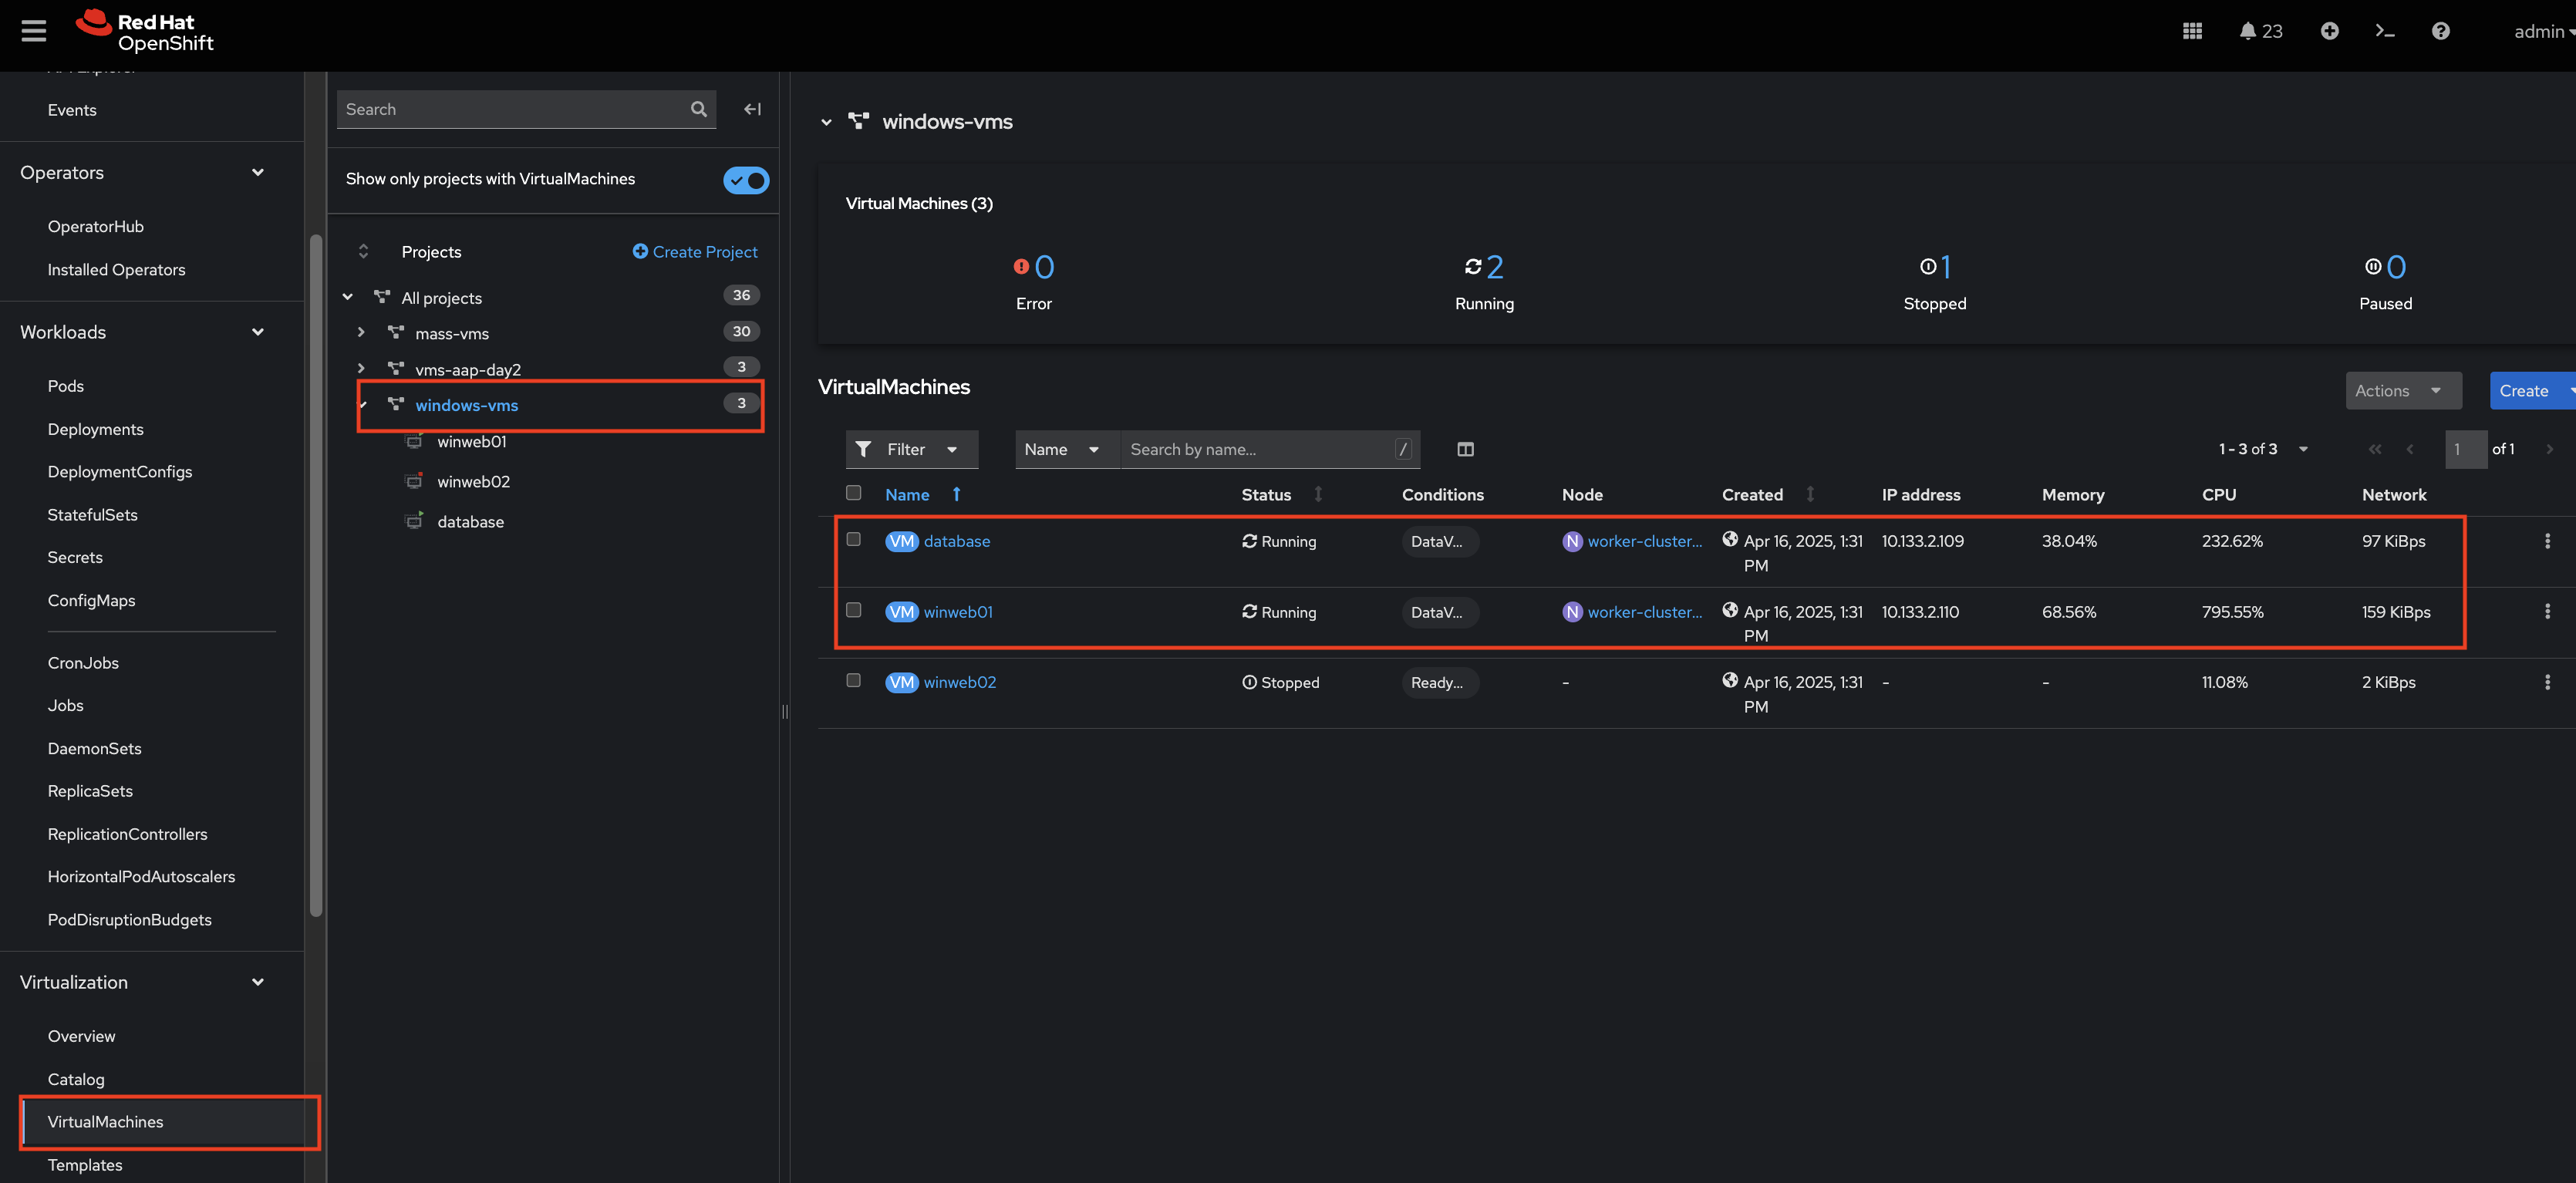 Red Hat
OpenShift
23
admin
API Explorer
Events
Operators
OperatorHub
Installed Operators
Workloads
Pods
Deployments
DeploymentConfigs
StatefulSets
Secrets
ConfigMaps
CronJobs
Jobs
DaemonSets
ReplicaSets
ReplicationControllers
HorizontalPodAutoscalers
PodDisruptionBudgets
Virtualization
Overview
Catalog
VirtualMachines
Templates
Search
Show only projects with VirtualMachines
Projects
Create Project
All projects 36
mass-vms 30
vms-aap-day2 3
windows-vms 3
winweb01
winweb02
database
windows-vms
Virtual Machines (3)
0 2 1 0
Error Running Stopped Paused
VirtualMachines
Actions Create
Filter Name Search by name... / 1 - 3 of 3 1 of 1
Name Status Conditions Node Created IP address Memory CPU Network
VM database Running DataV... N worker-cluster... Apr 16, 2025, 1:31 10.133.2.109 38.04% 232.62% 97 KiBps
PM
VM winweb01 Running DataV... N worker-cluster... Apr 16, 2025, 1:31 10.133.2.110 68.56% 795.55% 159 KiBps
PM
VM winweb02 Stopped Ready... - Apr 16, 2025, 1:31 - - 11.08% 2 KiBps
PM